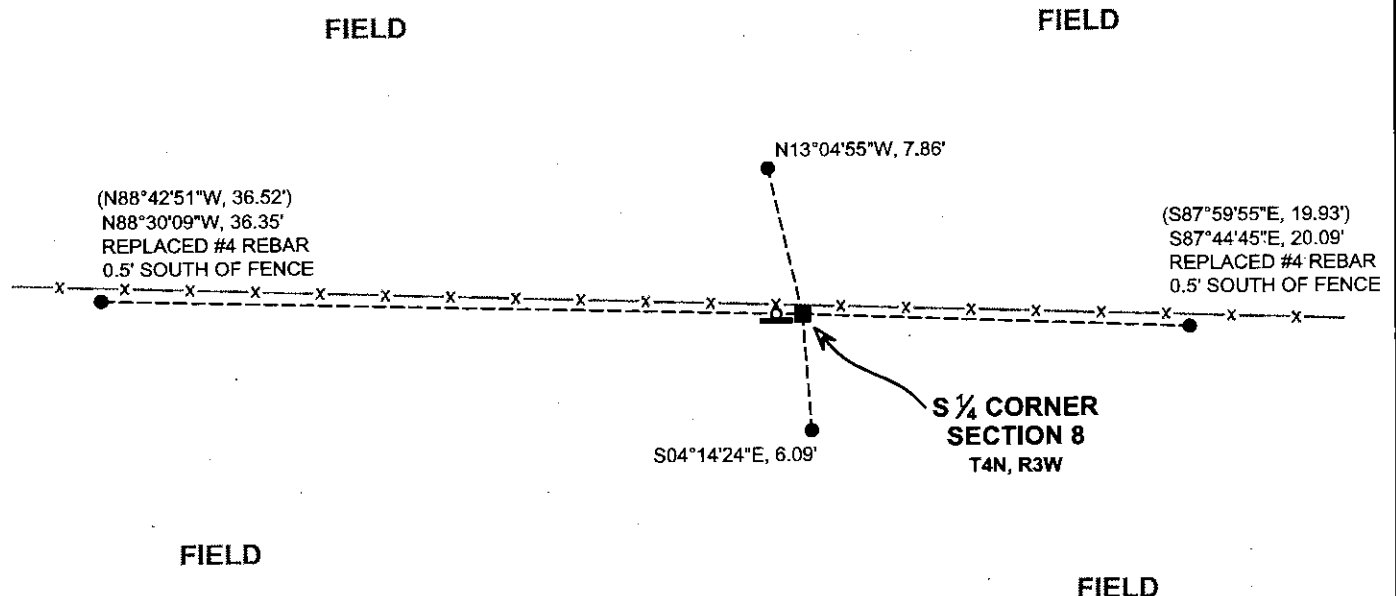 FIELD
FIELD
N13°04'55"W, 7.86'
(N88°42'51"W, 36.52')
N88°30'09"W, 36.35'
REPLACED #4 REBAR
0.5' SOUTH OF FENCE
(S87°59'55"E, 19.93')
S87°44'45"E, 20.09'
REPLACED #4 REBAR
0.5' SOUTH OF FENCE
S ¼ CORNER
SECTION 8
T4N, R3W
S04°14'24"E, 6.09'
FIELD
FIELD